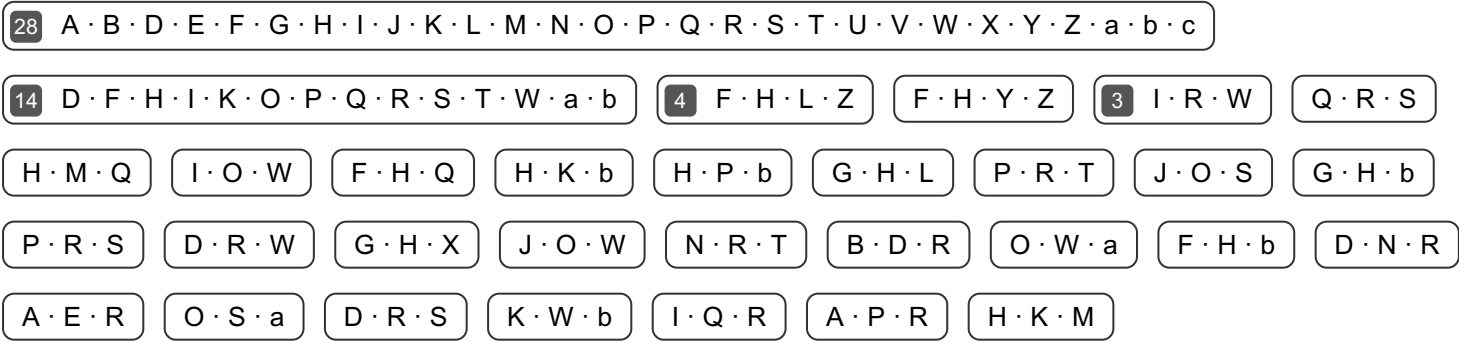 28 A · B · D · E · F · G · H · I · J · K · L · M · N · O · P · Q · R · S · T · U · V · W · X · Y · Z · a · b · c
14 D · F · H · I · K · O · P · Q · R · S · T · W · a · b 4 F · H · L · Z F · H · Y · Z 3 I · R · W Q · R · S
H · M · Q I · O · W F · H · Q H · K · b H · P · b G · H · L P · R · T J · O · S G · H · b
P · R · S D · R · W G · H · X J · O · W N · R · T B · D · R O · W · a F · H · b D · N · R
A · E · R O · S · a D · R · S K · W · b I · Q · R A · P · R H · K · M